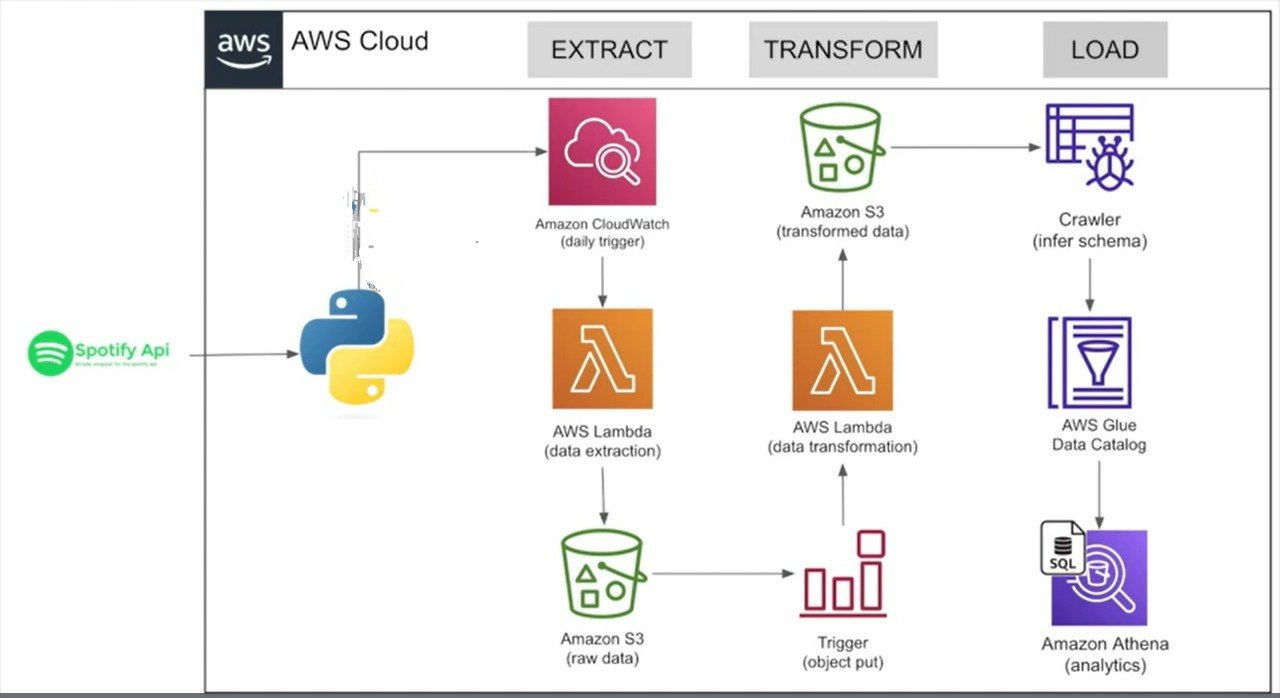 aws
AWS Cloud
EXTRACT
TRANSFORM
LOAD
Spotify Api
Amazon CloudWatch
(daily trigger)
AWS Lambda
(data extraction)
Amazon S3
(raw data)
Amazon S3
(transformed data)
AWS Lambda
(data transformation)
Trigger
(object put)
Crawler
(infer schema)
AWS Glue
Data Catalog
SQL
Amazon Athena
(analytics)